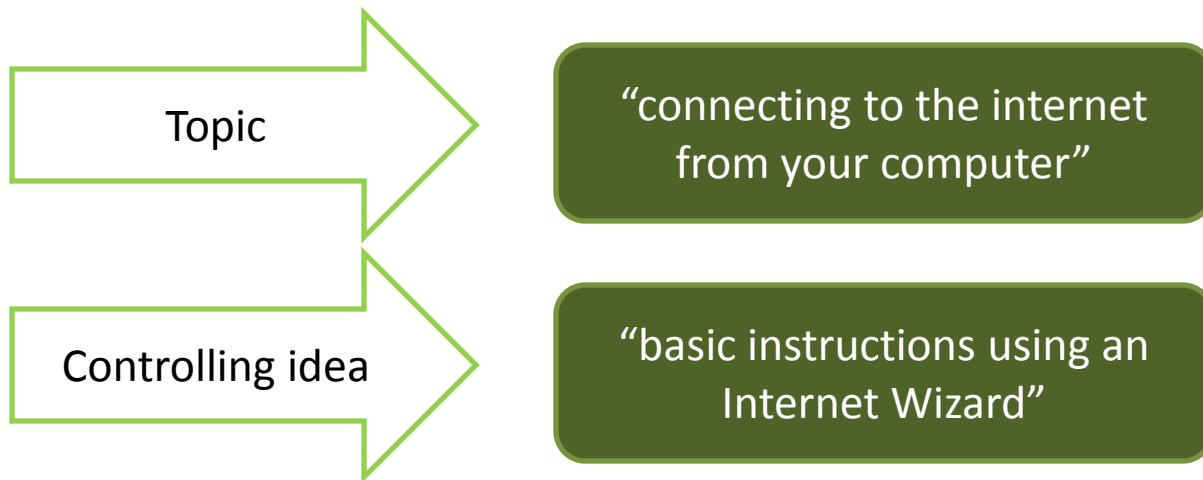 Topic
“connecting to the internet
from your computer”
Controlling idea
“basic instructions using an
Internet Wizard”